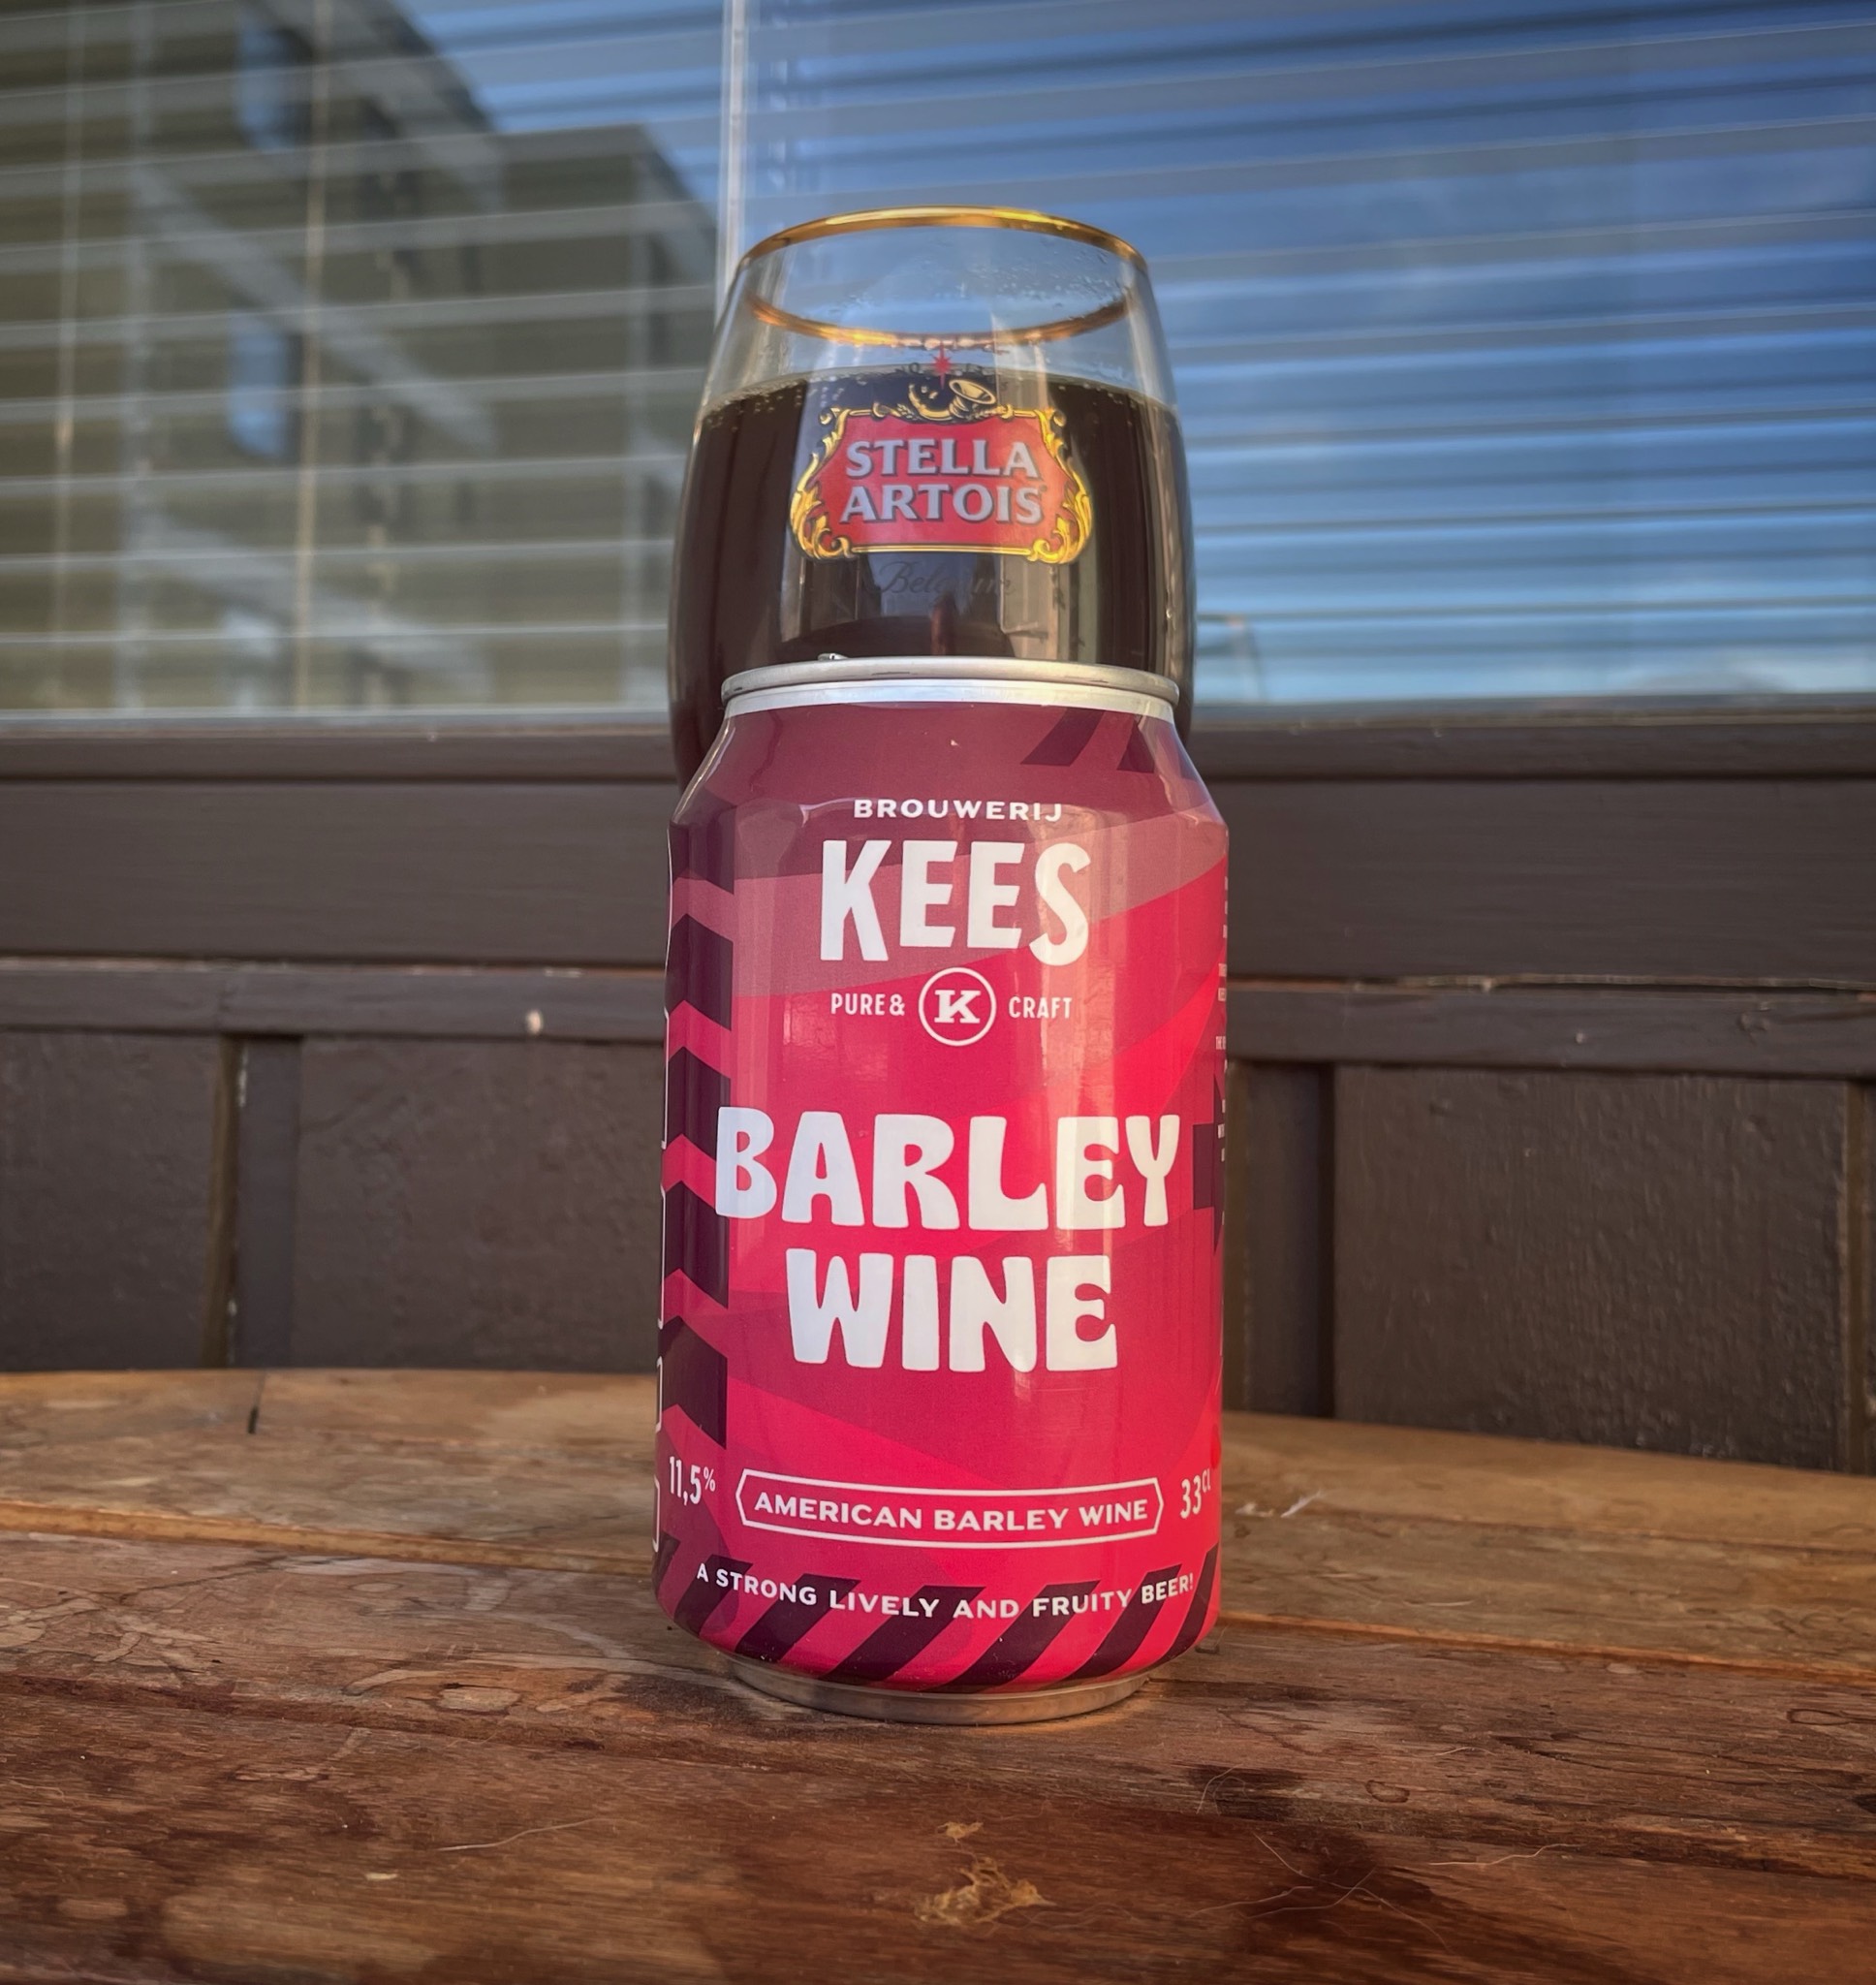 STELLA
ARTOIS
Belgium
BROUWERIJ
KEES
PURE & K CRAFT
BARLEY
WINE
11,5% AMERICAN BARLEY WINE 33CL
A STRONG LIVELY AND FRUITY BEER!